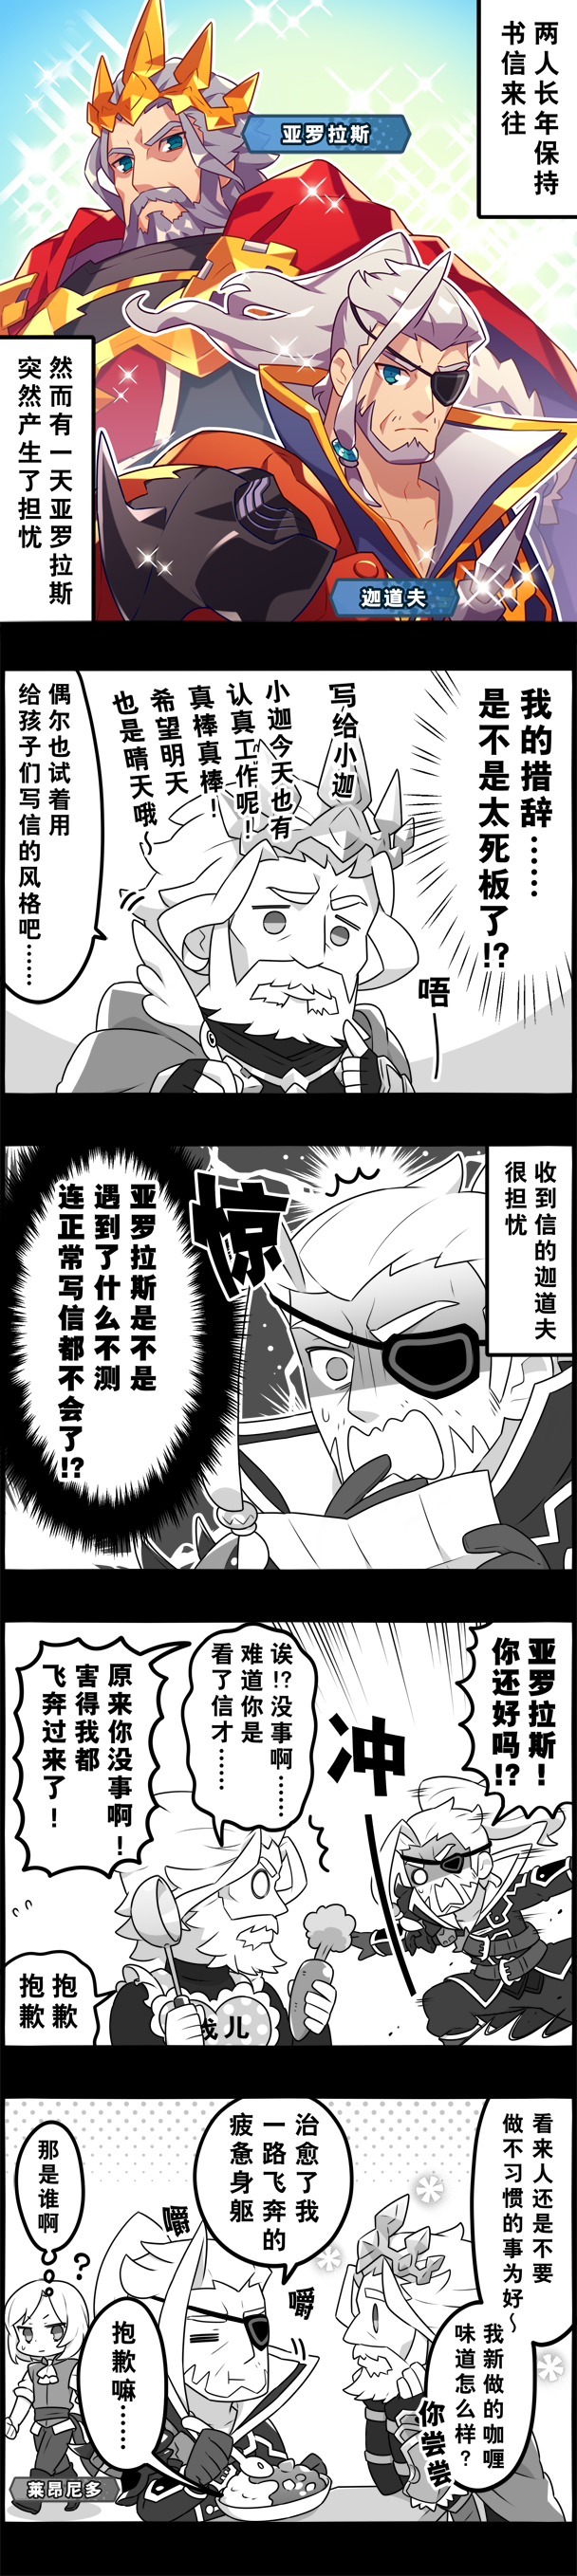 两人长年保持
书信来往
亚罗拉斯
迦道夫
然而有一天亚罗拉斯
突然产生了担忧
我的措辞……
是不是太死板了!?
唔
写给小迦
小迦今天也有
认真工作呢！
真棒真棒！
希望明天
也是晴天哦～
偶尔也试着用
给孩子们写信的风格吧……
收到信的迦道夫
很担忧
惊
亚罗拉斯是不是
遇到了什么不测
连正常写信都不会了!?
亚罗拉斯！
你还好吗!?
冲
诶!?没事啊……
难道你是
看了信才……
原来你没事啊！
害得我都
飞奔过来了！
抱歉
抱歉
儿
看来人还是不要
做不习惯的事为好～
我新做的咖喱
味道怎么样？
你尝尝
治愈了我
一路飞奔的
疲惫身躯
嚼
嚼
抱歉嘛……
那是谁啊
？
莱昂尼多